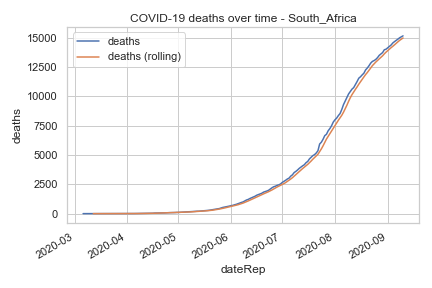 COVID-19 deaths over time - South_Africa
deaths
deaths (rolling)
15000
12500
10000
7500
5000
2500
0
deaths
2020-03
2020-04
2020-05
2020-06
2020-07
2020-08
2020-09
dateRep